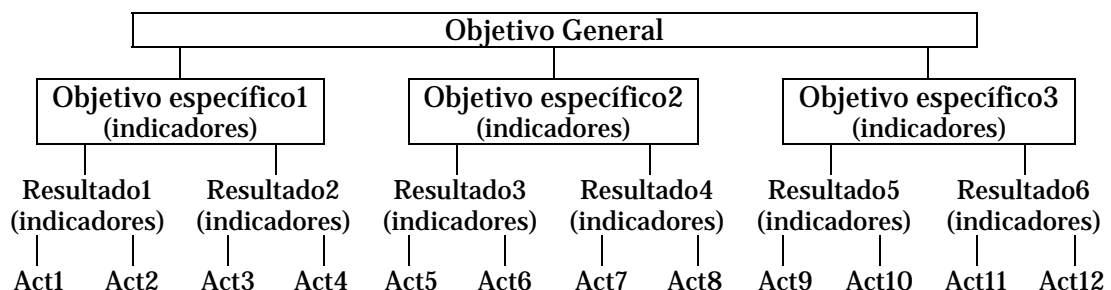 Objetivo General
Objetivo específico1 Objetivo específico2 Objetivo específico3
(indicadores) (indicadores) (indicadores)
Resultado1 Resultado2 Resultado3 Resultado4 Resultado5 Resultado6
(indicadores) (indicadores) (indicadores) (indicadores) (indicadores) (indicadores)
Act1 Act2 Act3 Act4 Act5 Act6 Act7 Act8 Act9 Act10 Act11 Act12